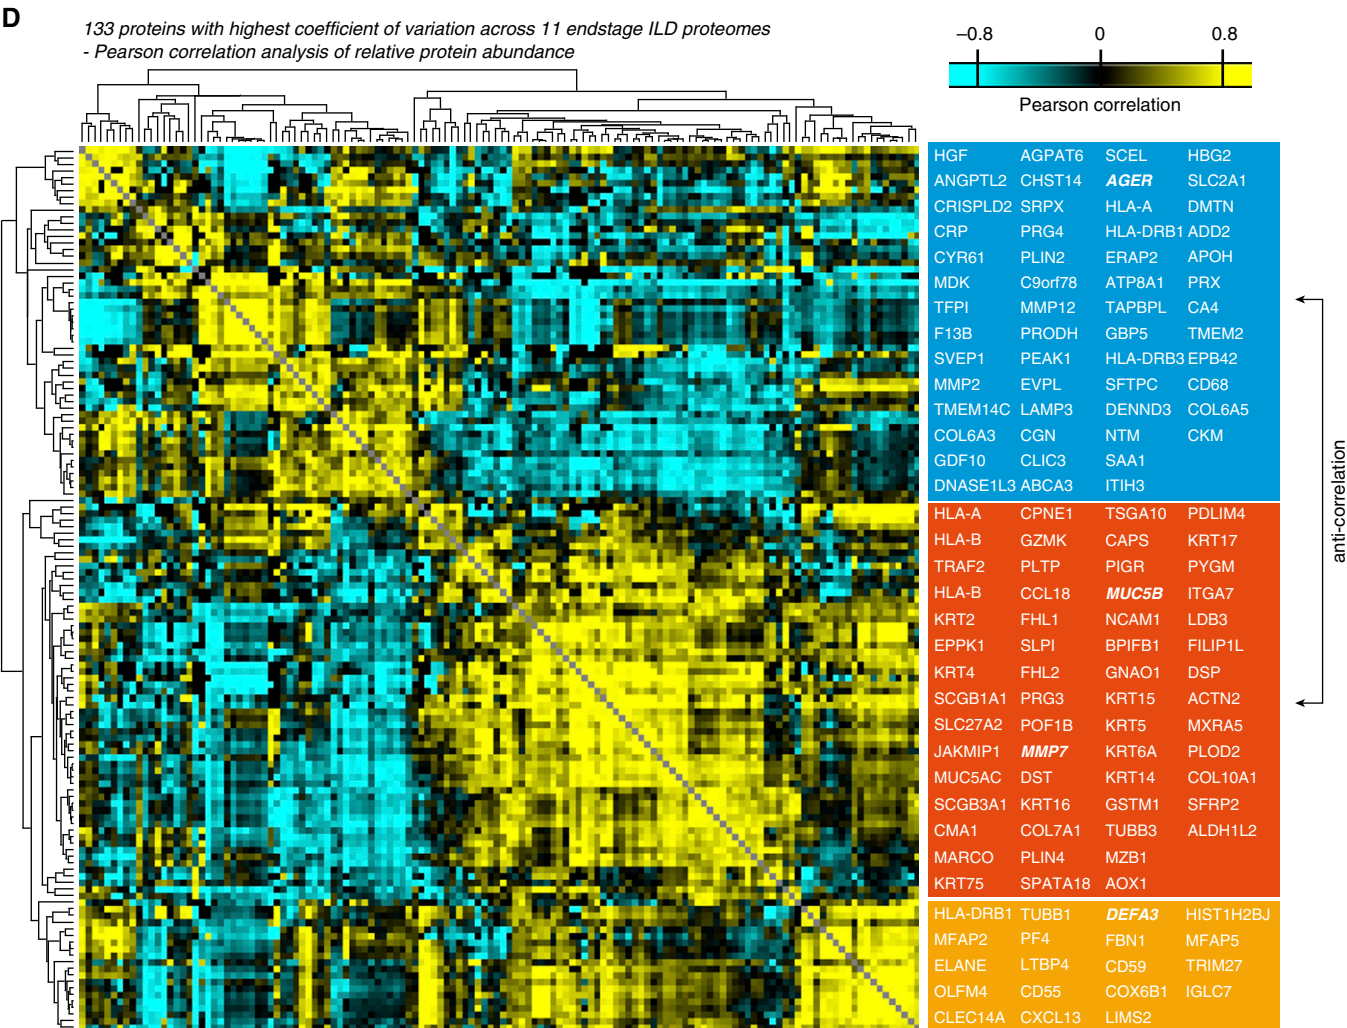 D
133 proteins with highest coefficient of variation across 11 endstage ILD proteomes
- Pearson correlation analysis of relative protein abundance
–0.8 0 0.8
Pearson correlation
HGF AGPAT6 SCEL HBG2
ANGPTL2 CHST14 AGER SLC2A1
CRISPLD2 SRPX HLA-A DMTN
CRP PRG4 HLA-DRB1 ADD2
CYR61 PLIN2 ERAP2 APOH
MDK C9orf78 ATP8A1 PRX
TFPI MMP12 TAPBPL CA4
F13B PRODH GBP5 TMEM2
SVEP1 PEAK1 HLA-DRB3 EPB42
MMP2 EVPL SFTPC CD68
TMEM14C LAMP3 DENND3 COL6A5
COL6A3 CGN NTM CKM
GDF10 CLIC3 SAA1
DNASE1L3 ABCA3 ITIH3
HLA-A CPNE1 TSGA10 PDLIM4
HLA-B GZMK CAPS KRT17
TRAF2 PLTP PIGR PYGM
HLA-B CCL18 MUC5B ITGA7
KRT2 FHL1 NCAM1 LDB3
EPPK1 SLPI BPIFB1 FILIP1L
KRT4 FHL2 GNAO1 DSP
SCGB1A1 PRG3 KRT15 ACTN2
SLC27A2 POF1B KRT5 MXRA5
JAKMIP1 MMP7 KRT6A PLOD2
MUC5AC DST KRT14 COL10A1
SCGB3A1 KRT16 GSTM1 SFRP2
CMA1 COL7A1 TUBB3 ALDH1L2
MARCO PLIN4 MZB1
KRT75 SPATA18 AOX1
HLA-DRB1 TUBB1 DEFA3 HIST1H2BJ
MFAP2 PF4 FBN1 MFAP5
ELANE LTBP4 CD59 TRIM27
OLFM4 CD55 COX6B1 IGLC7
CLEC14A CXCL13 LIMS2
anti-correlation